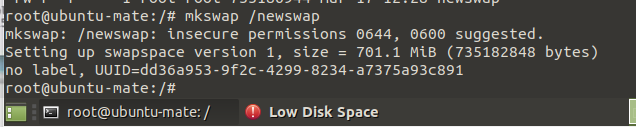 root@ubuntu-mate:/# mkswap /newswap
mkswap: /newswap: insecure permissions 0644, 0600 suggested.
Setting up swapspace version 1, size = 701.1 MiB (735182848 bytes)
no label, UUID=dd36a953-9f2c-4299-8234-a7375a93c891
root@ubuntu-mate:/#
root@ubuntu-mate: / Low Disk Space